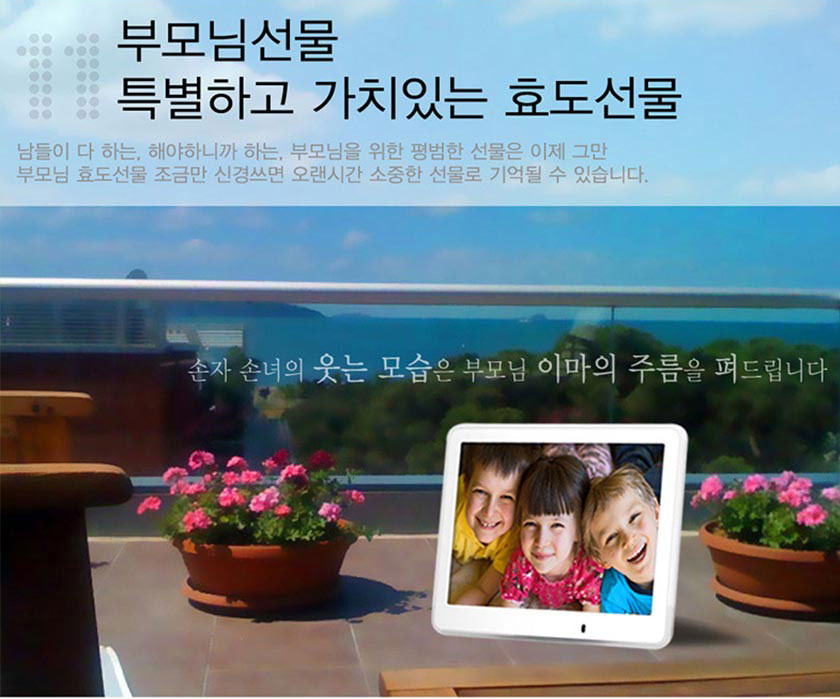 11
부모님선물
특별하고 가치있는 효도선물
남들이 다 하는, 해야하니까 하는, 부모님을 위한 평범한 선물은 이제 그만
부모님 효도선물 조금만 신경쓰면 오랜시간 소중한 선물로 기억될 수 있습니다.
손자 손녀의 웃는 모습은 부모님 이마의 주름을 펴드립니다